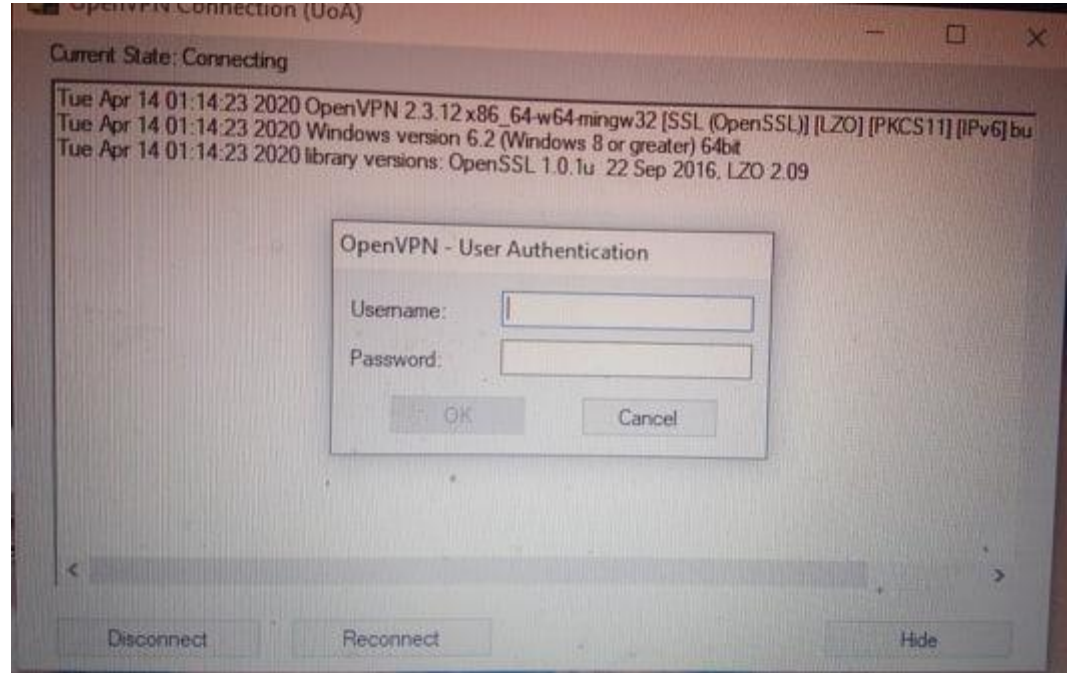 OpenVPN Connection (UoA)
Current State: Connecting
Tue Apr 14 01:14:23 2020 OpenVPN 2.3.12 x86_64-w64-mingw32 [SSL (OpenSSL)] [LZO] [PKCS11] [IPv6] bu
Tue Apr 14 01:14:23 2020 Windows version 6.2 (Windows 8 or greater) 64bit
Tue Apr 14 01:14:23 2020 library versions: OpenSSL 1.0.1u 22 Sep 2016, LZO 2.09
OpenVPN - User Authentication
Username:
Password:
OK
Cancel
Disconnect
Reconnect
Hide